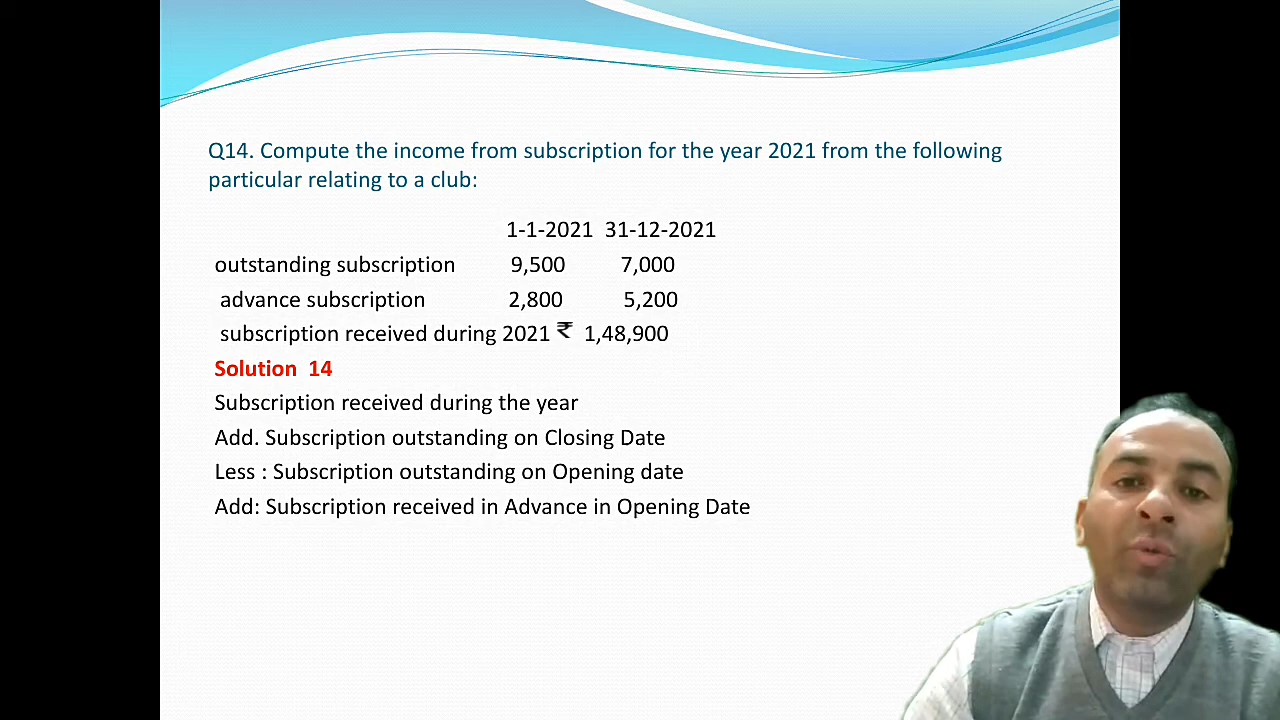 Q14. Compute the income from subscription for the year 2021 from the following
particular relating to a club:
1-1-2021 31-12-2021
outstanding subscription 9,500 7,000
advance subscription 2,800 5,200
subscription received during 2021 ₹ 1,48,900
Solution 14
Subscription received during the year
Add. Subscription outstanding on Closing Date
Less : Subscription outstanding on Opening date
Add: Subscription received in Advance in Opening Date